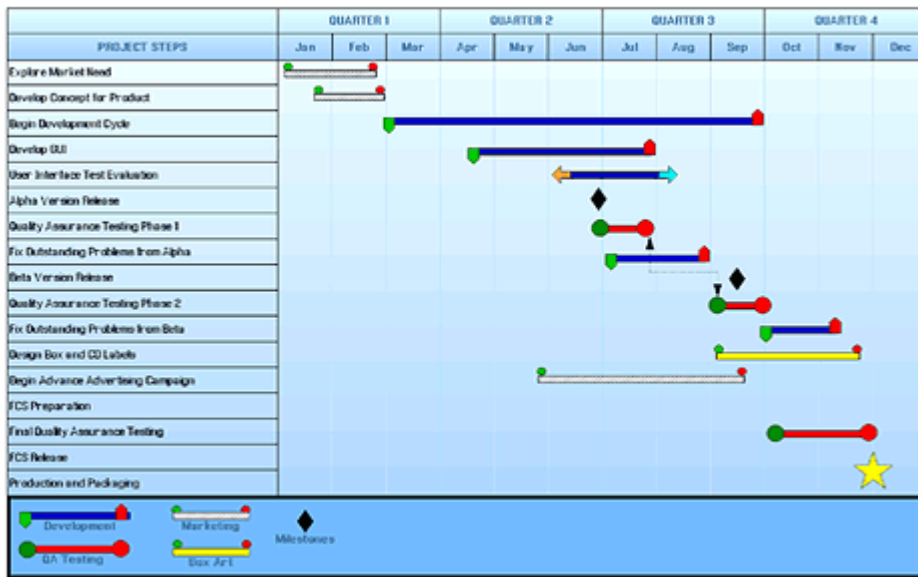 QUARTER 1 QUARTER 2 QUARTER 3 QUARTER 4
PROJECT STEPS Jan Feb Mar Apr May Jun Jul Aug Sep Oct Nov Dec
Explore Market Need
Develop Concept for Product
Begin Development Cycle
Develop GUI
User Interface Test Evaluation
Alpha Version Release
Quality Assurance Testing Phase 1
Fix Outstanding Problems from Alpha
Beta Version Release
Quality Assurance Testing Phase 2
Fix Outstanding Problems from Beta
Design Box and CD Labels
Begin Advance Advertising Campaign
FCS Preparation
Final Quality Assurance Testing
FCS Release
Production and Packaging
Development Marketing Milestones
QA Testing Box Art